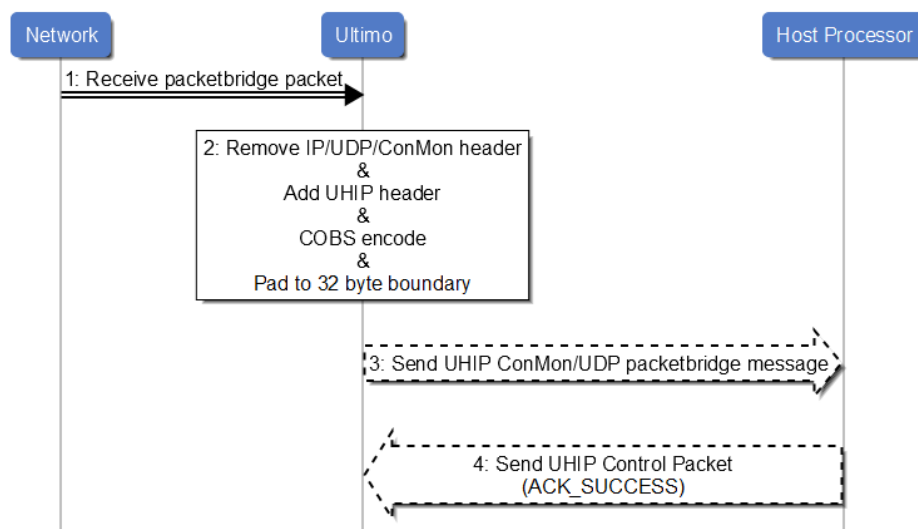 Network
Ultimo
Host Processor
1: Receive packetbridge packet
2: Remove IP/UDP/ConMon header
&
Add UHIP header
&
COBS encode
&
Pad to 32 byte boundary
3: Send UHIP ConMon/UDP packetbridge message
4: Send UHIP Control Packet
(ACK_SUCCESS)